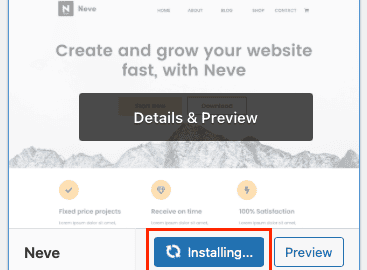 N Neve HOME ABOUT BLOG SHOP CONTACT
Create and grow your website
fast, with Neve
Details & Preview
Fixed price projects Receive on time 100% Satisfaction
Neve Installing... Preview